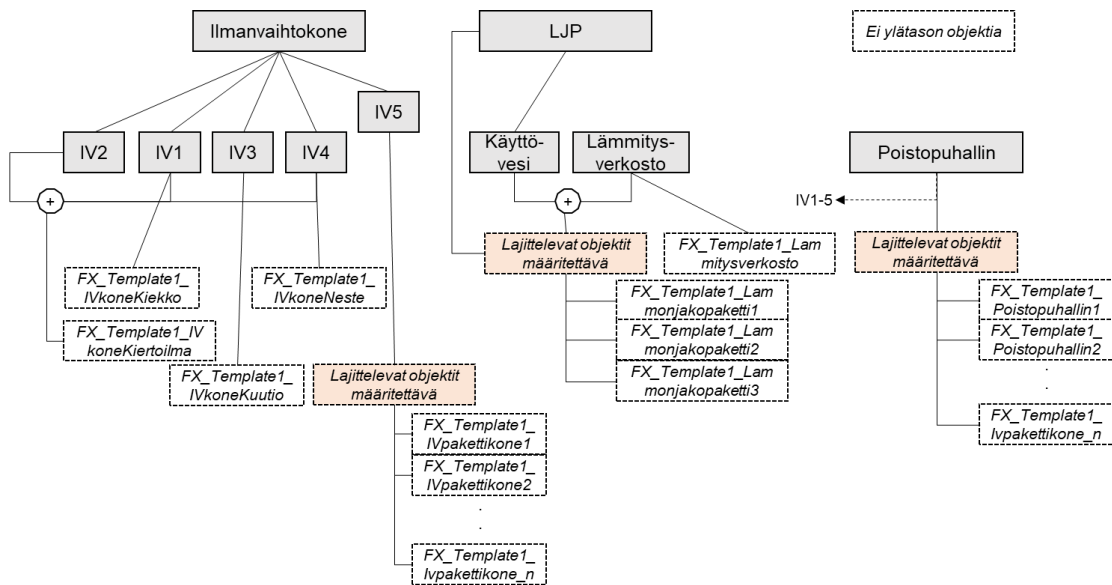 Ilmanvaihtokone
LJP
Ei ylätason objektia
IV5
IV2
IV1
IV3
IV4
Käyttö-
vesi
Lämmitys-
verkosto
Poistopuhallin
+
+
IV1-5
Lajittelevat objektit
määritettävä
FX_Template1_Lam
mitysverkosto
Lajittelevat objektit
määritettävä
FX_Template1_
IVkoneKiekko
FX_Template1_
IVkoneNeste
FX_Template1_Lam
monjakopaketti1
FX_Template1_
Poistopuhallin1
FX_Template1_IV
koneKiertoilma
FX_Template1_Lam
monjakopaketti2
FX_Template1_
Poistopuhallin2
FX_Template1_
IVkoneKuutio
Lajittelevat objektit
määritettävä
FX_Template1_Lam
monjakopaketti3
.
.
FX_Template1_
IVpakettikone1
FX_Template1_
Ivpakettikone_n
FX_Template1_
IVpakettikone2
.
.
FX_Template1_
Ivpakettikone_n